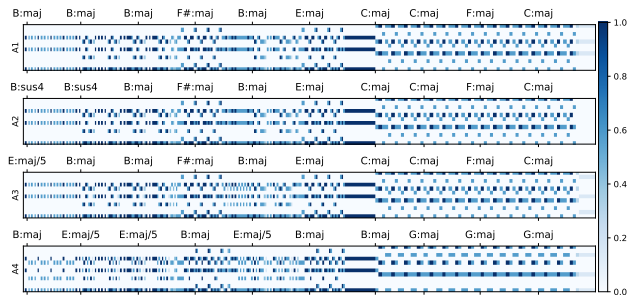 B:maj B:maj B:maj F#:maj B:maj E:maj C:maj C:maj C:maj C:maj
A1
B:sus4 B:sus4 B:maj F#:maj B:maj E:maj C:maj C:maj C:maj C:maj
A2
E:maj/5 B:maj B:maj F#:maj B:maj E:maj C:maj C:maj C:maj C:maj
A3
B:maj E:maj/5 E:maj/5 B:maj E:maj/5 B:maj B:maj G:maj G:maj G:maj
A4
1.0
0.8
0.6
0.4
0.2
0.0